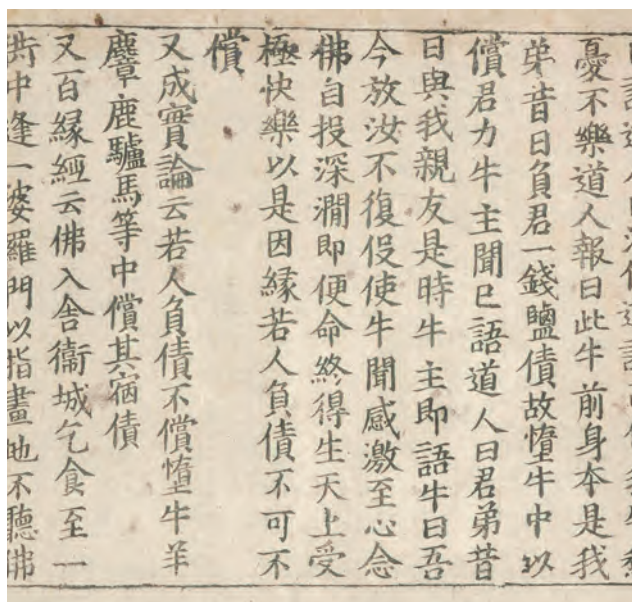 憂不樂道人報曰此牛前身本是我
弟昔日負君一錢鹽債故墮牛中以
償君力牛主聞已語道人曰君弟昔
日與我親友是時牛主即語牛曰吾
今放汝不復伇使牛聞感激至心念
佛自投深澗即便命終得生天上受
極快樂以是因緣若人負債不可不
償
又成實論云若人負債不償墮牛羊
麞鹿驢馬等中償其宿債
又百緣經云佛入舍衞城乞食至一
巷中逢一婆羅門以指畫地不聽佛